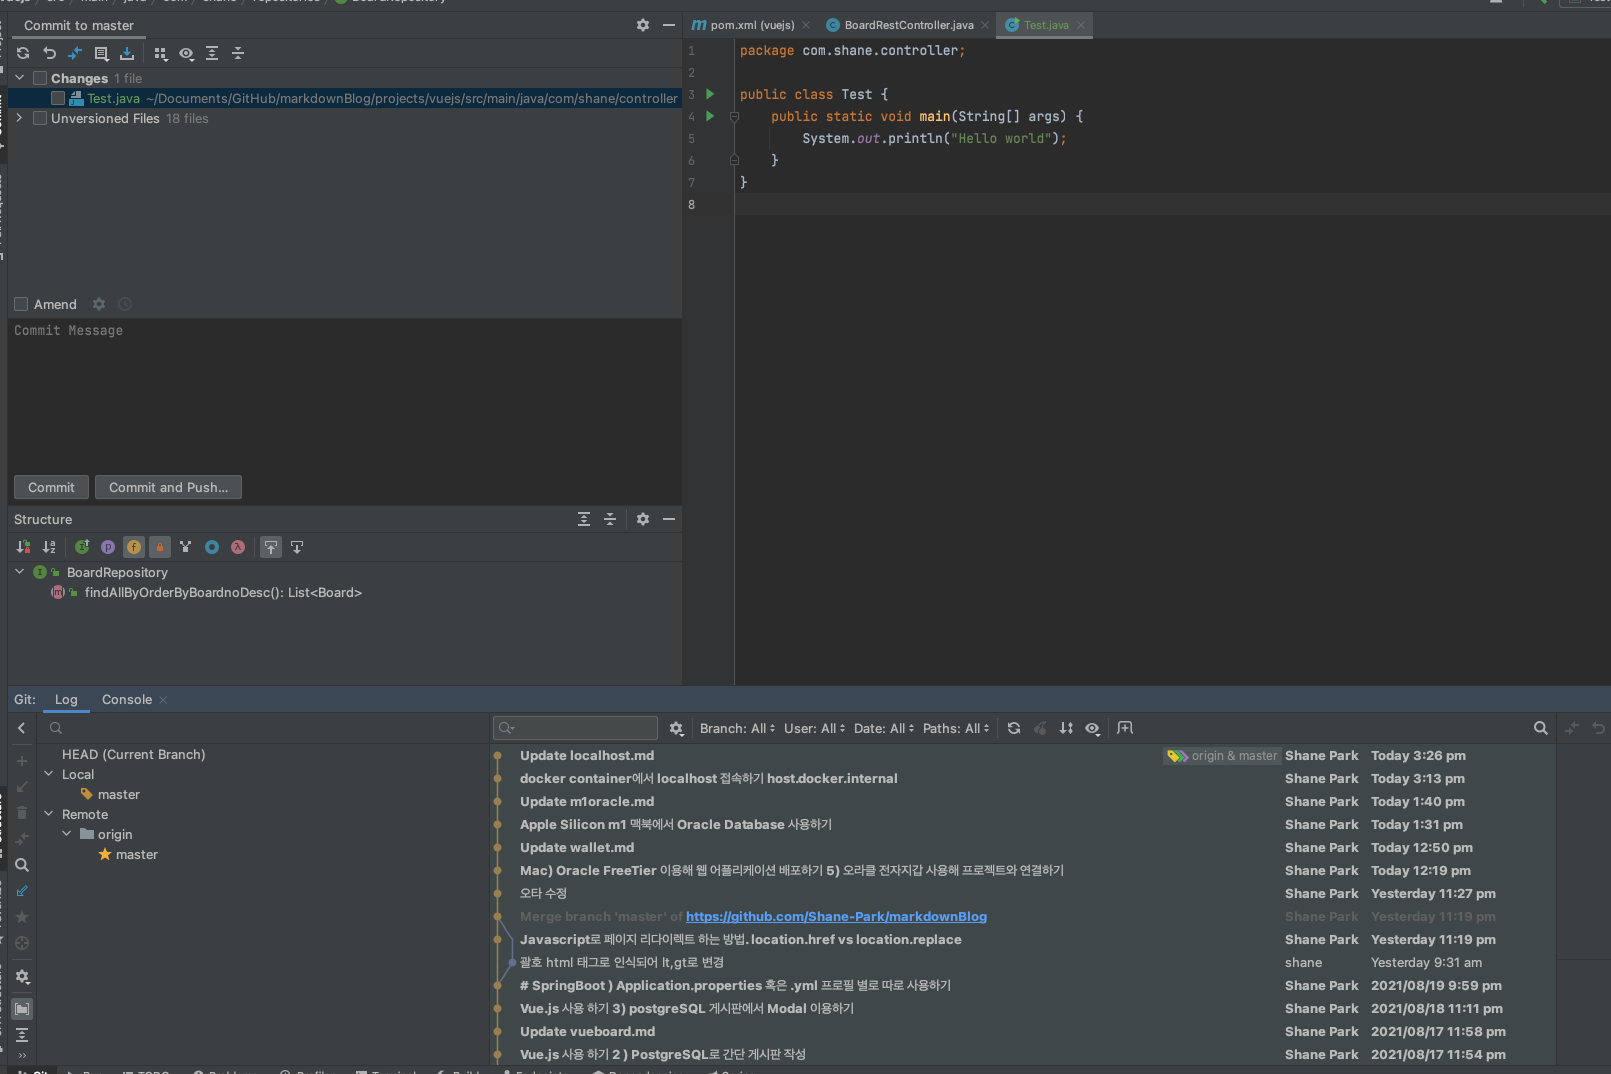 Commit to master
Changes 1 file
Test.java ~/Documents/GitHub/markdownBlog/projects/vuejs/src/main/java/com/shane/controller
Unversioned Files 18 files
Amend
Commit Message
Commit
Commit and Push...
Structure
BoardRepository
findAllByOrderByBoardnoDesc(): List<Board>
pom.xml (vuejs)
BoardRestController.java
Test.java
1 package com.shane.controller;
2
3 public class Test {
4 public static void main(String[] args) {
5 System.out.println("Hello world");
6 }
7 }
8
Git: Log Console
HEAD (Current Branch)
Local
master
Remote
origin
master
Branch: All User: All Date: All Paths: All
Update localhost.md origin & master Shane Park Today 3:26 pm
docker container에서 localhost 접속하기 host.docker.internal Shane Park Today 3:13 pm
Update m1oracle.md Shane Park Today 1:40 pm
Apple Silicon m1 맥북에서 Oracle Database 사용하기 Shane Park Today 1:31 pm
Update wallet.md Shane Park Today 12:50 pm
Mac) Oracle FreeTier 이용해 웹 어플리케이션 배포하기 5) 오라클 전자지갑 사용해 프로젝트와 연결하기 Shane Park Today 12:19 pm
오타 수정 Shane Park Yesterday 11:27 pm
Merge branch 'master' of https://github.com/Shane-Park/markdownBlog Shane Park Yesterday 11:19 pm
Javascript로 페이지 리다이렉트 하는 방법. location.href vs location.replace Shane Park Yesterday 11:19 pm
괄호 html 태그로 인식되어 lt,gt로 변경 shane Yesterday 9:31 am
# SpringBoot ) Application.properties 혹은 .yml 프로필 별로 따로 사용하기 Shane Park 2021/08/19 9:59 pm
Vue.js 사용 하기 3) postgreSQL 게시판에서 Modal 이용하기 Shane Park 2021/08/18 11:11 pm
Update vueboard.md Shane Park 2021/08/17 11:58 pm
Vue.js 사용 하기 2 ) PostgreSQL로 간단 게시판 작성 Shane Park 2021/08/17 11:54 pm